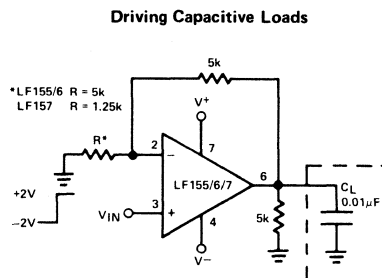 Driving Capacitive Loads
5k
*LF155/6 R = 5k
LF157 R = 1.25k
V+
R*
2
−
7
LF155/6/7
6
+2V
−2V
VIN
3
+
4
5k
CL
0.01μF
V−